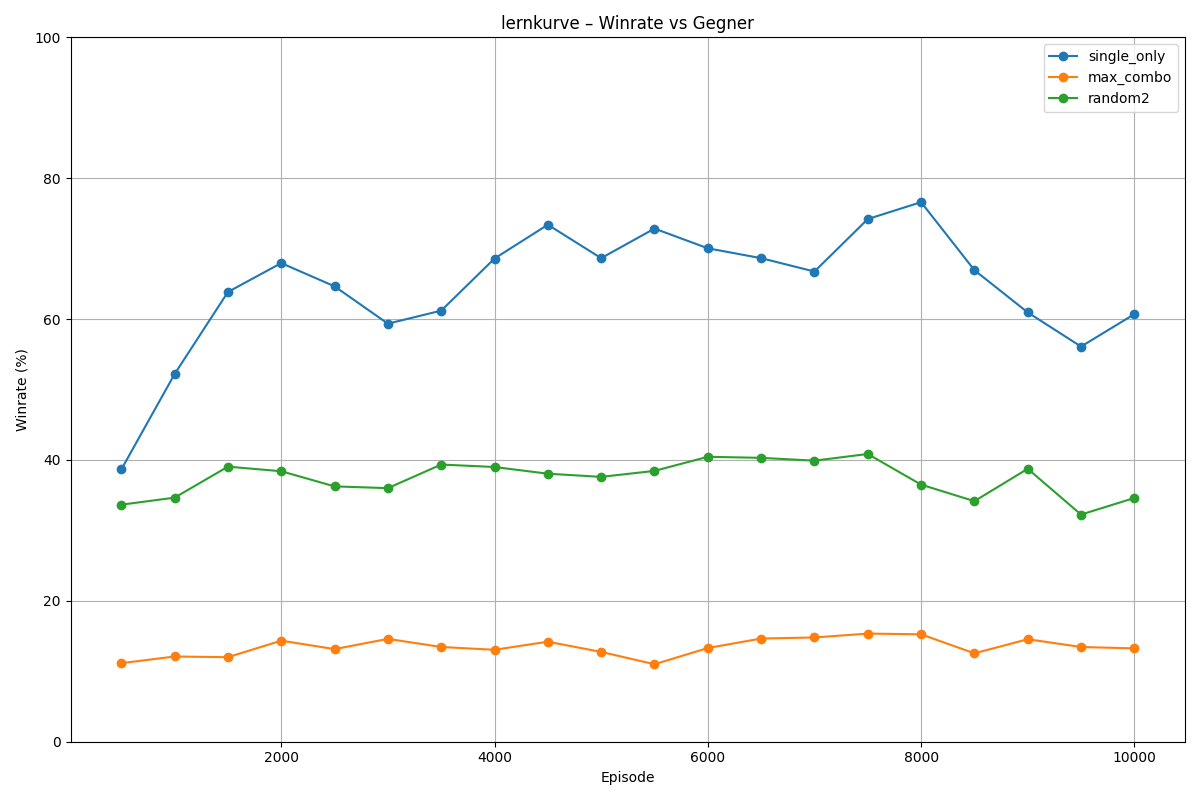 lernkurve – Winrate vs Gegner
100
80
60
40
20
0
Winrate (%)
single_only
max_combo
random2
2000
4000
6000
8000
10000
Episode